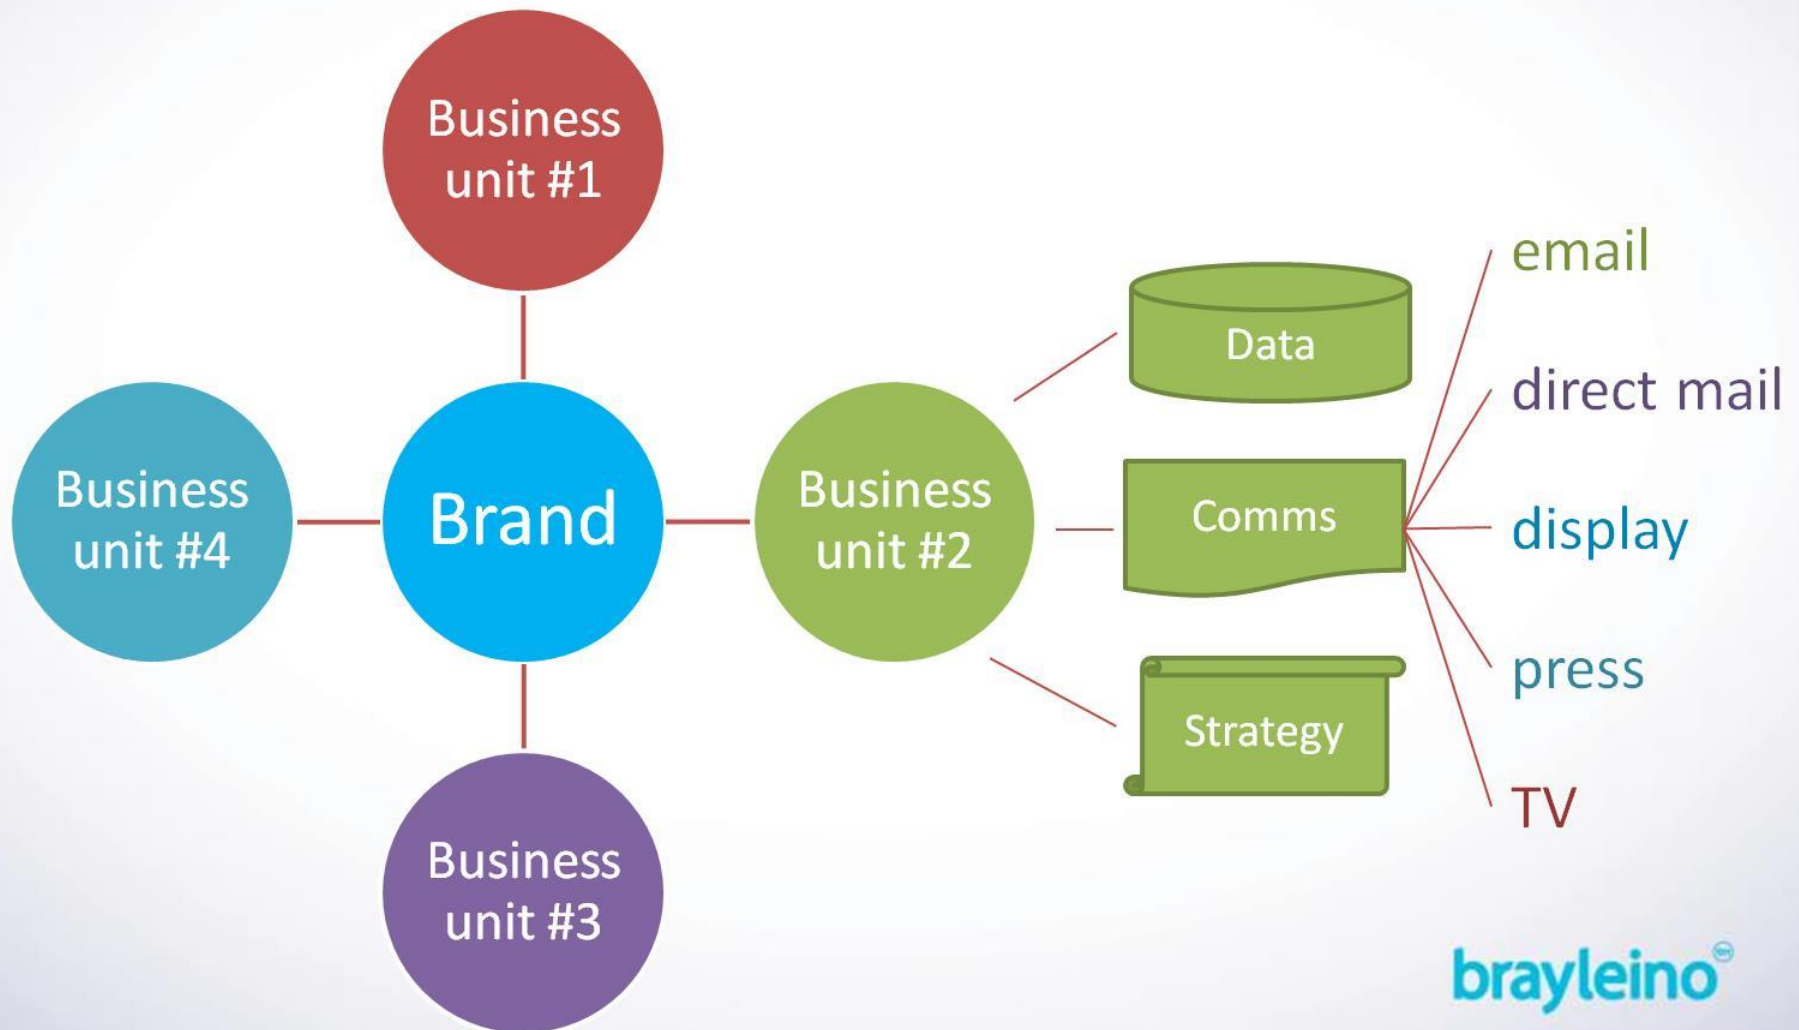 Business
unit #1
Business
unit #4
Brand
Business
unit #2
Business
unit #3
Data
Comms
Strategy
email
direct mail
display
press
TV
brayleino